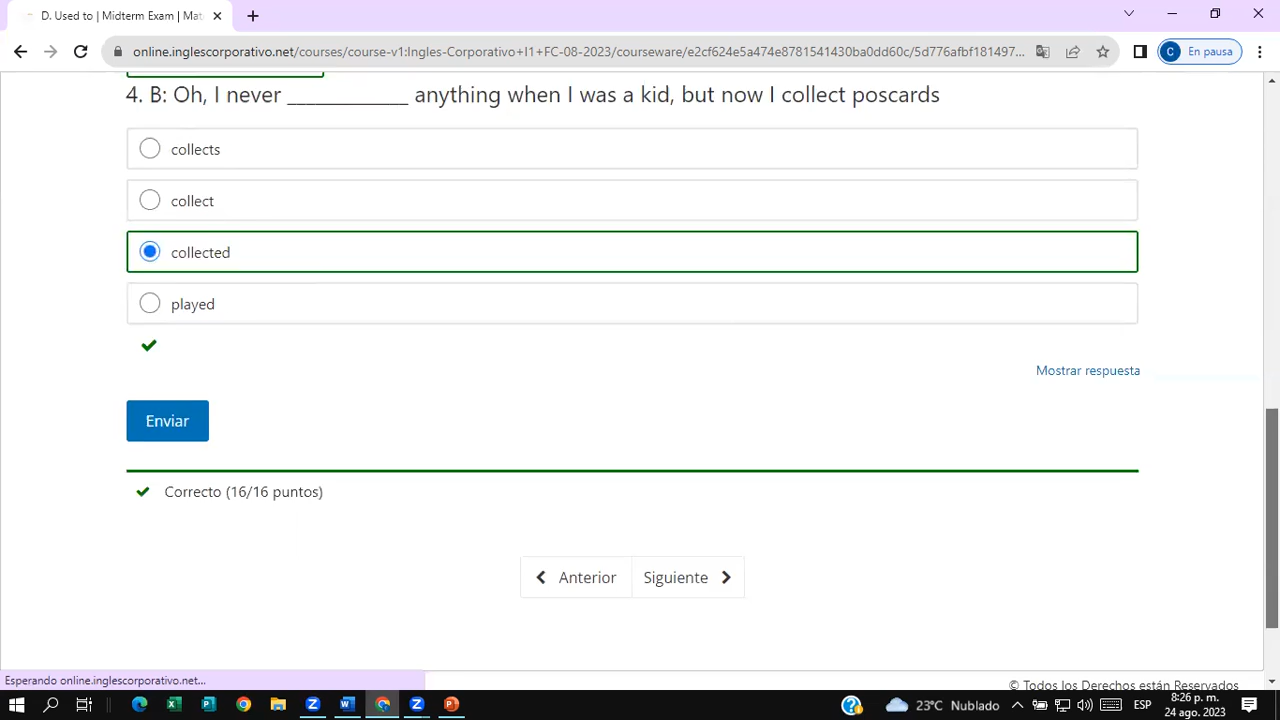 D. Used to | Midterm Exam | Mat
online.inglescorporativo.net/courses/course-v1:Ingles-Corporativo+I1+FC-08-2023/courseware/e2cf624e5a474e8781541430ba0dd60c/5d776afbf181497...
C En pausa
4. B: Oh, I never ____________ anything when I was a kid, but now I collect poscards
collects
collect
collected
played
Mostrar respuesta
Enviar
Correcto (16/16 puntos)
Anterior Siguiente
Esperando online.inglescorporativo.net...
© Todos los Derechos están Reservados
23°C Nublado ESP 8:26 p. m.
24 ago. 2023